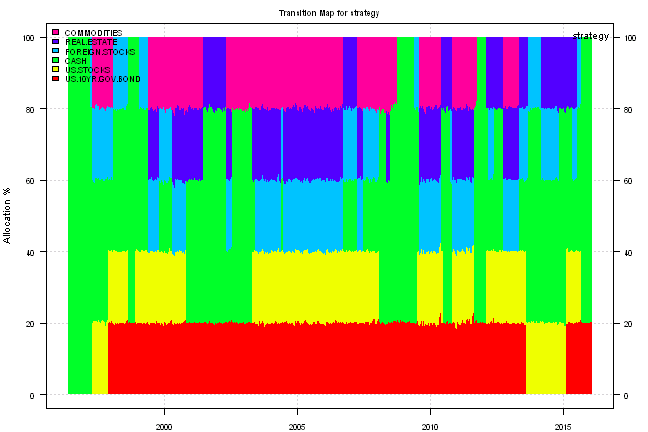 Transition Map for strategy
strategy
COMMODITIES
REAL.ESTATE
FOREIGN.STOCKS
CASH
US.STOCKS
US.10YR.GOV.BOND
Allocation %
100
80
60
40
20
0
100
80
60
40
20
0
2000 2005 2010 2015